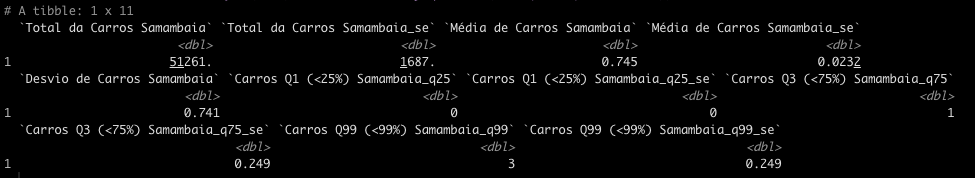 # A tibble: 1 x 11
`Total da Carros Samambaia` `Total da Carros Samambaia_se` `Média de Carros Samambaia` `Média de Carros Samambaia_se`
<dbl> <dbl> <dbl> <dbl>
1 51261. 1687. 0.745 0.0232
`Desvio de Carros Samambaia` `Carros Q1 (<25%) Samambaia_q25` `Carros Q1 (<25%) Samambaia_q25_se` `Carros Q3 (<75%) Samambaia_q75`
<dbl> <dbl> <dbl> <dbl>
1 0.741 0 0 1
`Carros Q3 (<75%) Samambaia_q75_se` `Carros Q99 (<99%) Samambaia_q99` `Carros Q99 (<99%) Samambaia_q99_se`
<dbl> <dbl> <dbl>
1 0.249 3 0.249